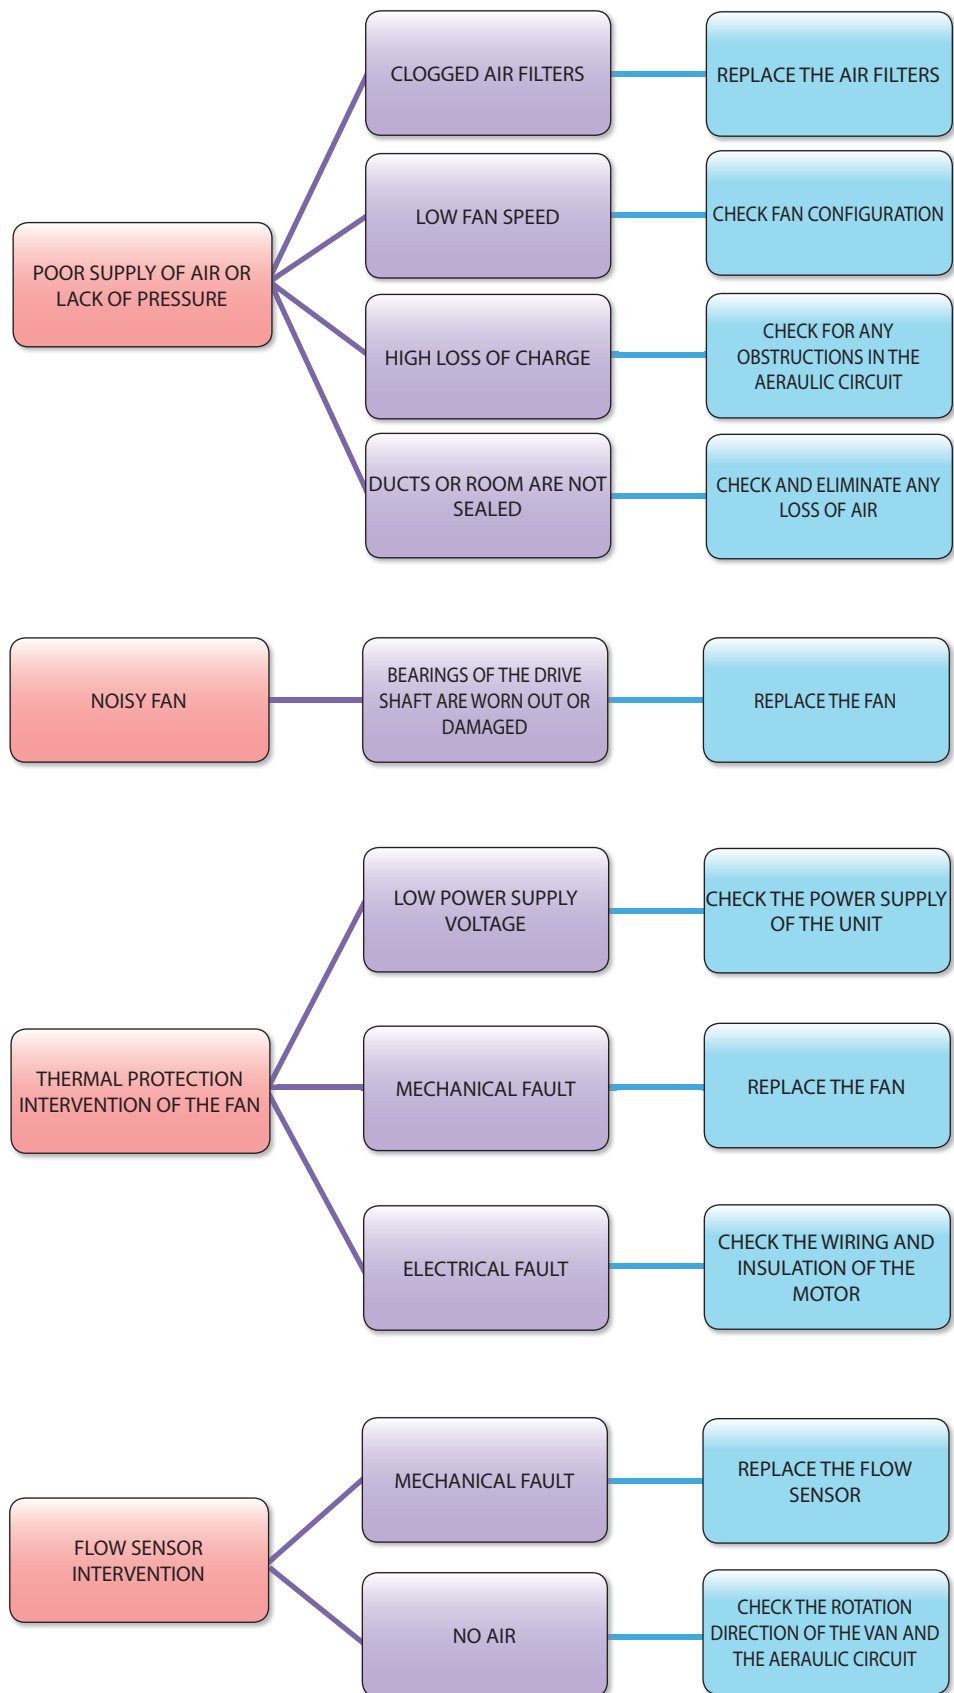 CLOGGED AIR FILTERS
REPLACE THE AIR FILTERS
LOW FAN SPEED
CHECK FAN CONFIGURATION
POOR SUPPLY OF AIR OR
LACK OF PRESSURE
HIGH LOSS OF CHARGE
CHECK FOR ANY
OBSTRUCTIONS IN THE
AERAULIC CIRCUIT
DUCTS OR ROOM ARE NOT
SEALED
CHECK AND ELIMINATE ANY
LOSS OF AIR
NOISY FAN
BEARINGS OF THE DRIVE
SHAFT ARE WORN OUT OR
DAMAGED
REPLACE THE FAN
LOW POWER SUPPLY
VOLTAGE
CHECK THE POWER SUPPLY
OF THE UNIT
THERMAL PROTECTION
INTERVENTION OF THE FAN
MECHANICAL FAULT
REPLACE THE FAN
ELECTRICAL FAULT
CHECK THE WIRING AND
INSULATION OF THE
MOTOR
MECHANICAL FAULT
REPLACE THE FLOW
SENSOR
FLOW SENSOR
INTERVENTION
NO AIR
CHECK THE ROTATION
DIRECTION OF THE VAN AND
THE AERAULIC CIRCUIT